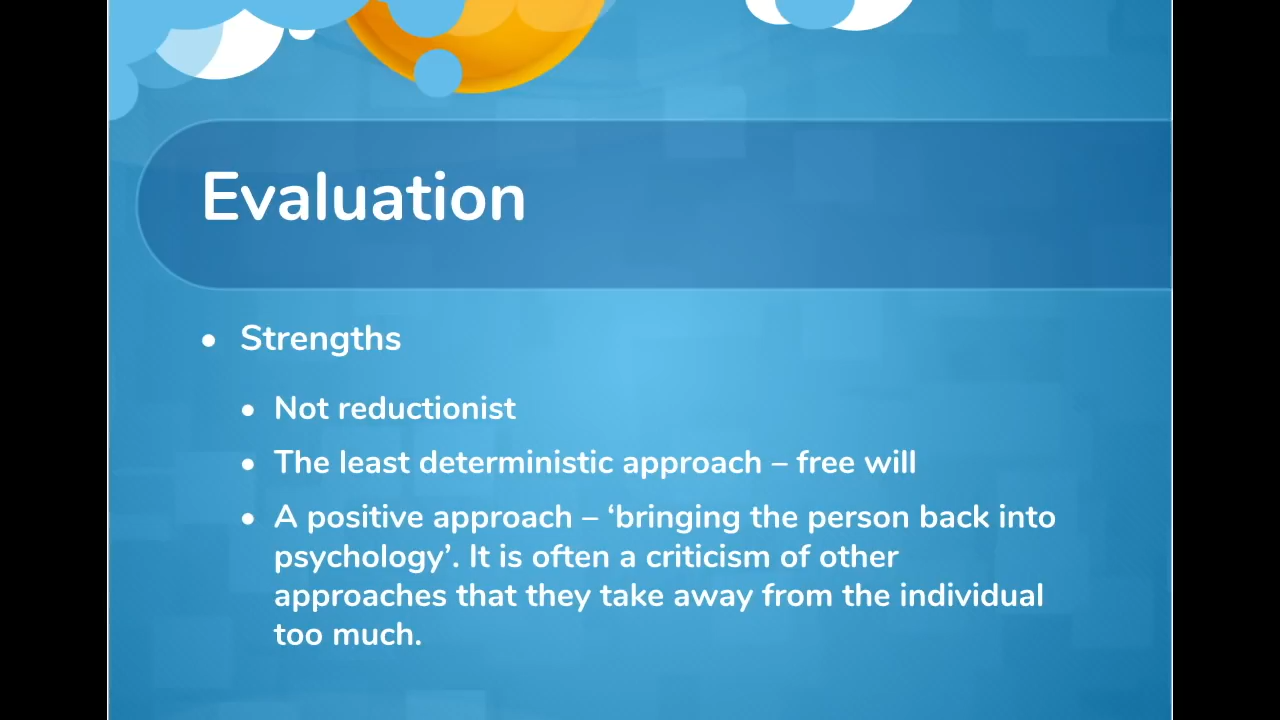 Evaluation
• Strengths
• Not reductionist
• The least deterministic approach – free will
• A positive approach – ‘bringing the person back into
psychology’. It is often a criticism of other
approaches that they take away from the individual
too much.